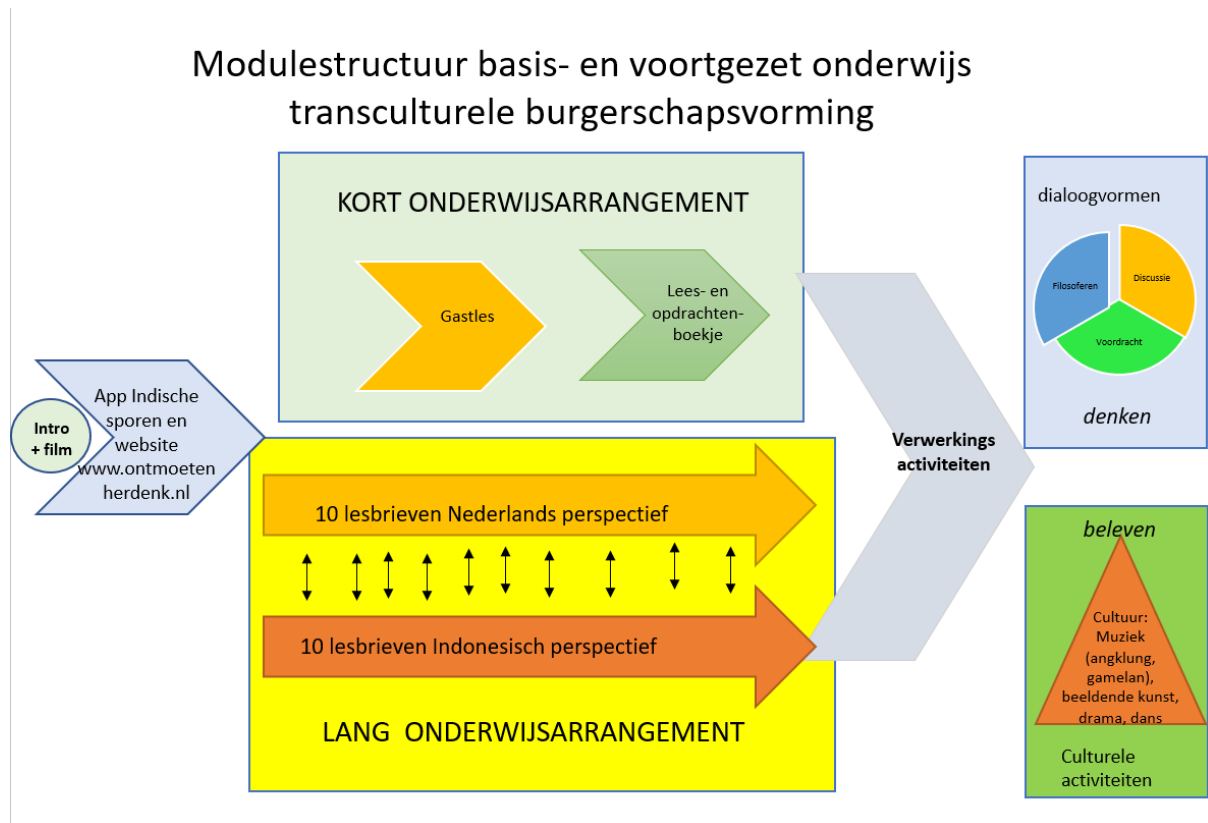 Modulestructuur basis- en voortgezet onderwijs
transculturele burgerschapsvorming
KORT ONDERWIJSARRANGEMENT
Gastles
Lees- en
opdrachten-
boekje
Intro
+ film
App Indische
sporen en
website
www.ontmoeten
herdenk.nl
10 lesbrieven Nederlands perspectief
10 lesbrieven Indonesisch perspectief
LANG ONDERWIJSARRANGEMENT
Verwerkings
activiteiten
dialoogvormen
Filosoferen
Discussie
Voordracht
denken
beleven
Cultuur:
Muziek
(angklung,
gamelan),
beeldende kunst,
drama, dans
Culturele
activiteiten